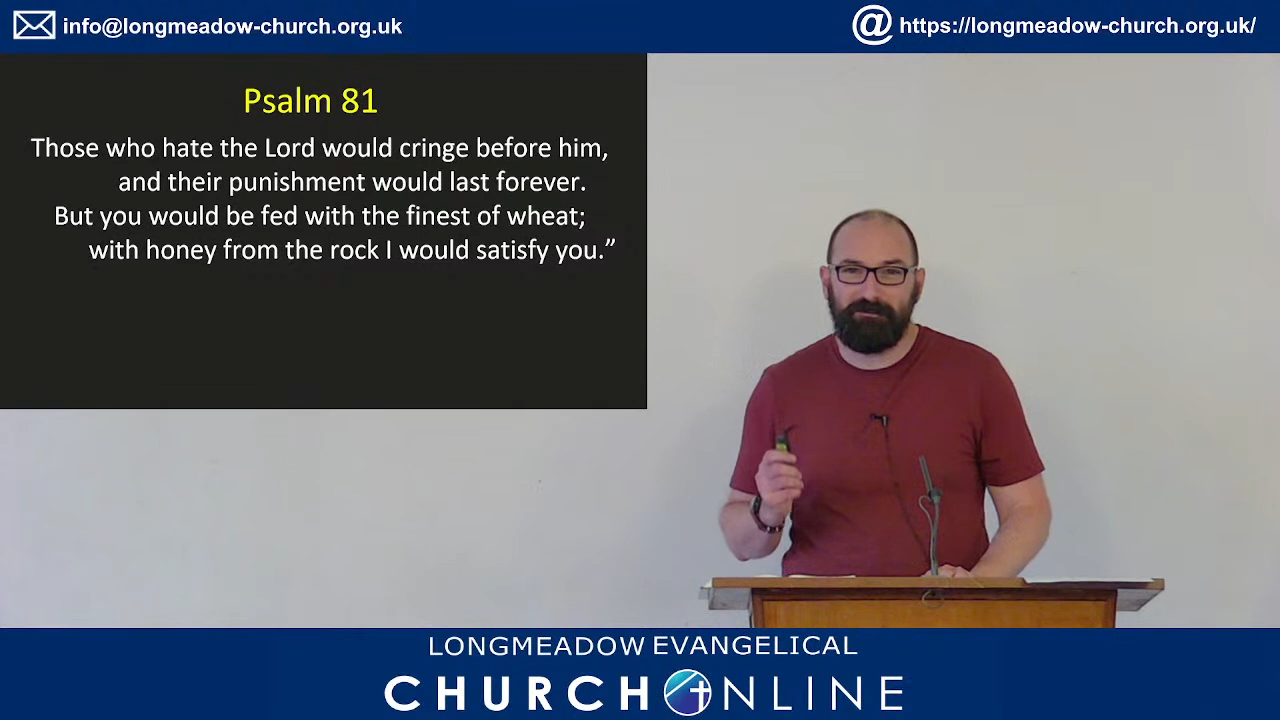 info@longmeadow-church.org.uk
https://longmeadow-church.org.uk/
Psalm 81
Those who hate the Lord would cringe before him,
and their punishment would last forever.
But you would be fed with the finest of wheat;
with honey from the rock I would satisfy you.”
LONGMEADOW EVANGELICAL
CHURCH ONLINE